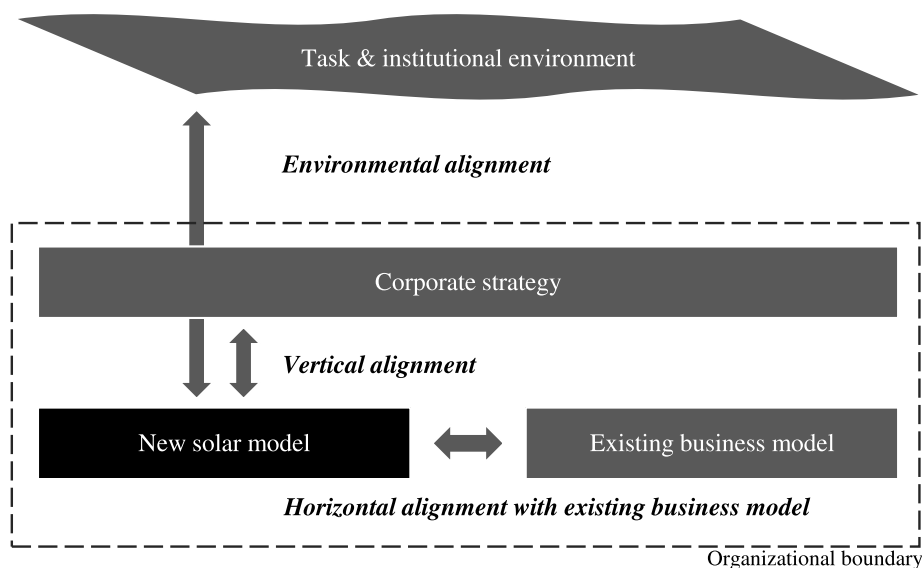 Task & institutional environment
Environmental alignment
Corporate strategy
Vertical alignment
New solar model
Existing business model
Horizontal alignment with existing business model
Organizational boundary